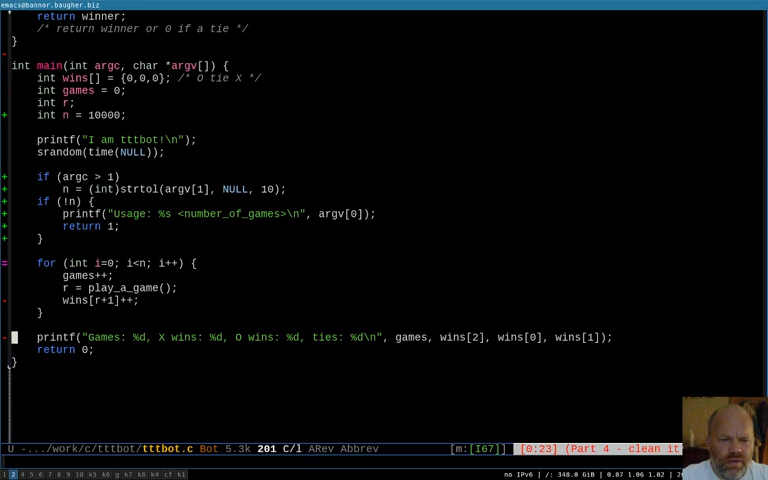 emacs@bannor.baugher.biz
    return winner;
    /* return winner or 0 if a tie */
}
int main(int argc, char *argv[]) {
    int wins[] = {0,0,0}; /* O tie X */
    int games = 0;
    int r;
    int n = 10000;
    printf("I am tttbot!\n");
    srandom(time(NULL));
    if (argc > 1)
        n = (int)strtol(argv[1], NULL, 10);
    if (!n) {
        printf("Usage: %s <number_of_games>\n", argv[0]);
        return 1;
    }
    for (int i=0; i<n; i++) {
        games++;
        r = play_a_game();
        wins[r+1]++;
    }
    printf("Games: %d, X wins: %d, O wins: %d, ties: %d\n", games, wins[2], wins[0], wins[1]);
    return 0;
}
U -.../work/c/tttbot/tttbot.c Bot 5.3k 201 C/l ARev Abbrev [m:[I67]] [0:23] (Part 4 - clean it
1 2 4 5 6 7 8 9 10 k5 k6 g k7 k8 k4 cf k1 no IPv6 | /: 348.0 GiB | 0.87 1.06 1.02 |